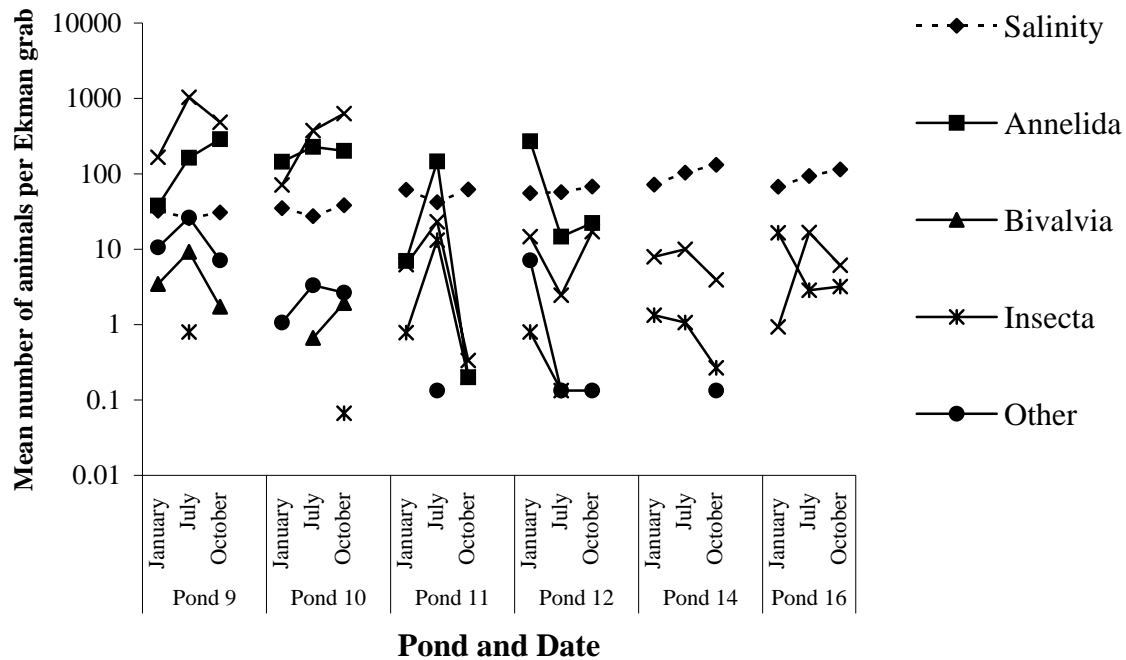 Mean number of animals per Ekman grab
10000
1000
100
10
1
0.1
0.01
January
July
October
January
July
October
January
July
October
January
July
October
January
July
October
January
July
October
Pond 9
Pond 10
Pond 11
Pond 12
Pond 14
Pond 16
Pond and Date
Salinity
Annelida
Bivalvia
Insecta
Other